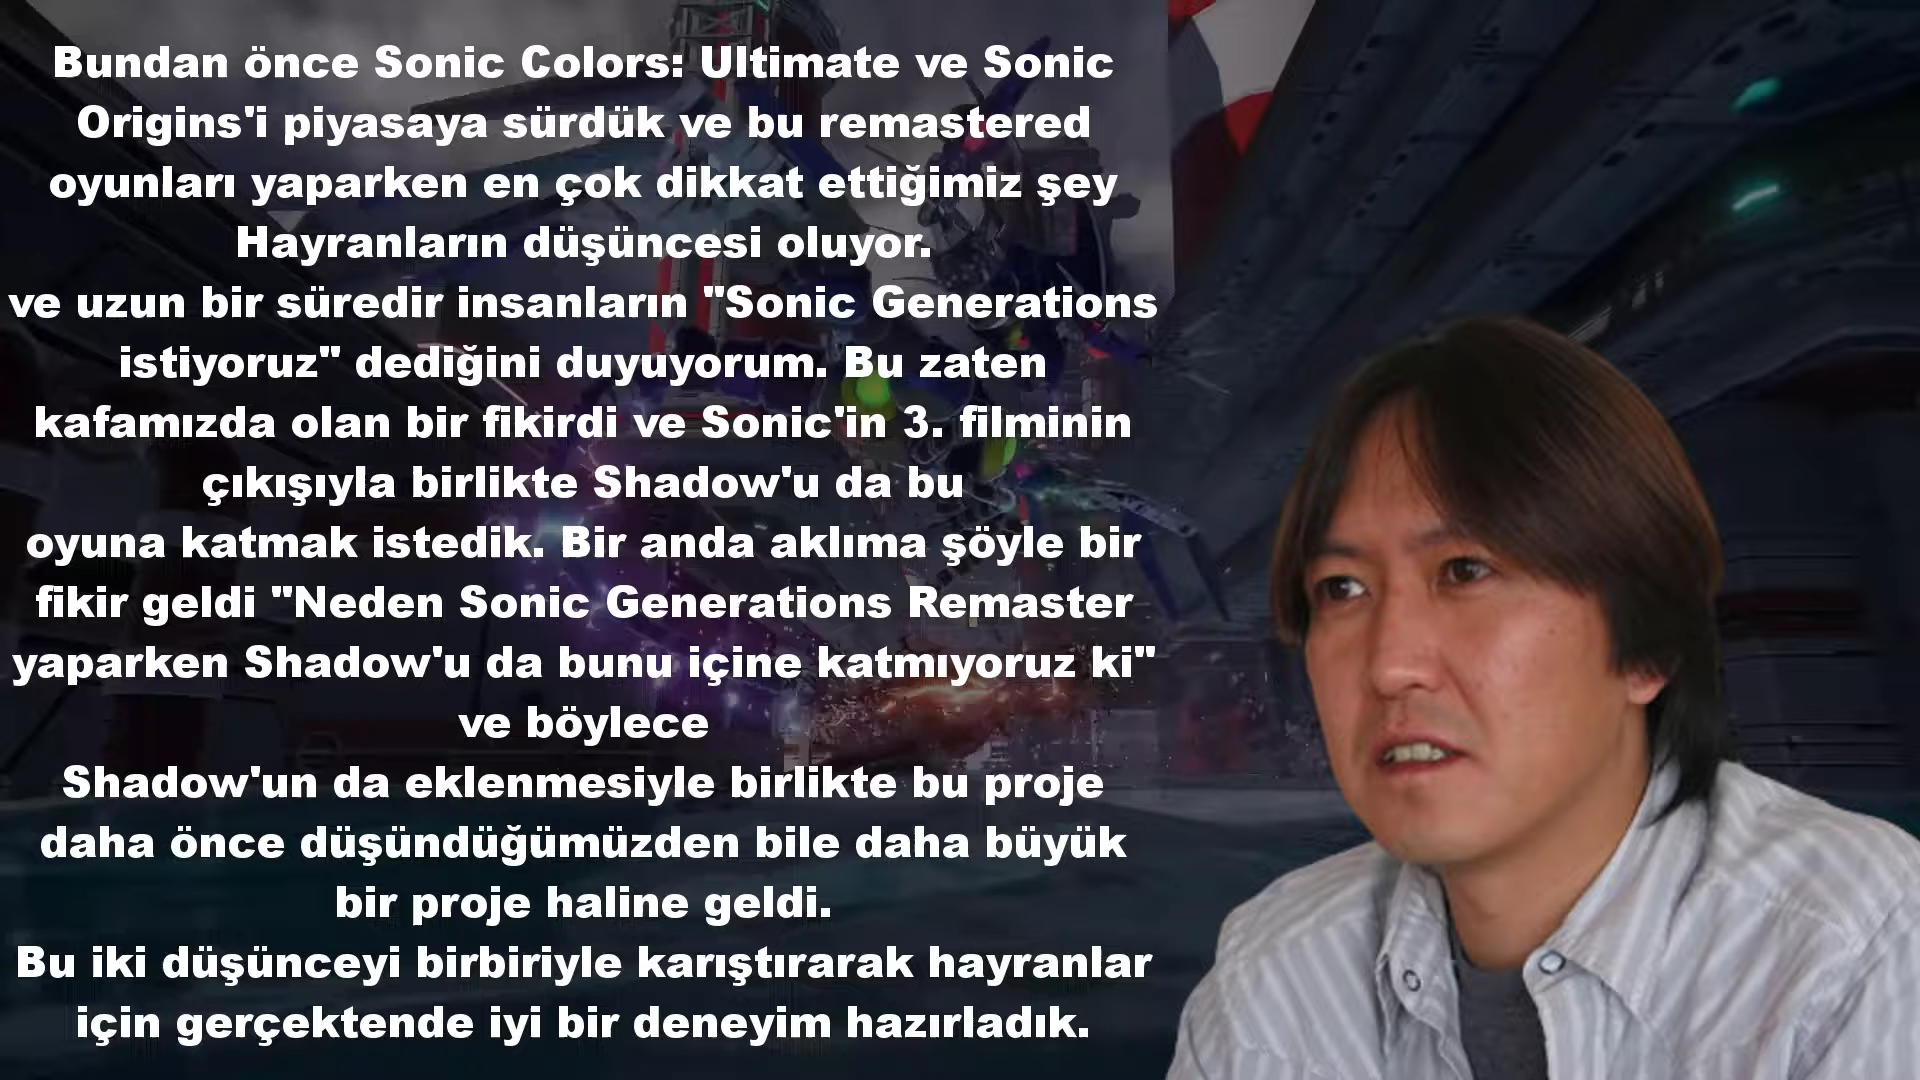 Bundan önce Sonic Colors: Ultimate ve Sonic
Origins'i piyasaya sürdük ve bu remastered
oyunları yaparken en çok dikkat ettiğimiz şey
Hayranların düşüncesi oluyor.
ve uzun bir süredir insanların "Sonic Generations
istiyoruz" dediğini duyuyorum. Bu zaten
kafamızda olan bir fikirdi ve Sonic'in 3. filminin
çıkışıyla birlikte Shadow'u da bu
oyuna katmak istedik. Bir anda aklıma şöyle bir
fikir geldi "Neden Sonic Generations Remaster
yaparken Shadow'u da bunu içine katmıyoruz ki"
ve böylece
Shadow'un da eklenmesiyle birlikte bu proje
daha önce düşündüğümüzden bile daha büyük
bir proje haline geldi.
Bu iki düşünceyi birbiriyle karıştırarak hayranlar
için gerçektende iyi bir deneyim hazırladık.